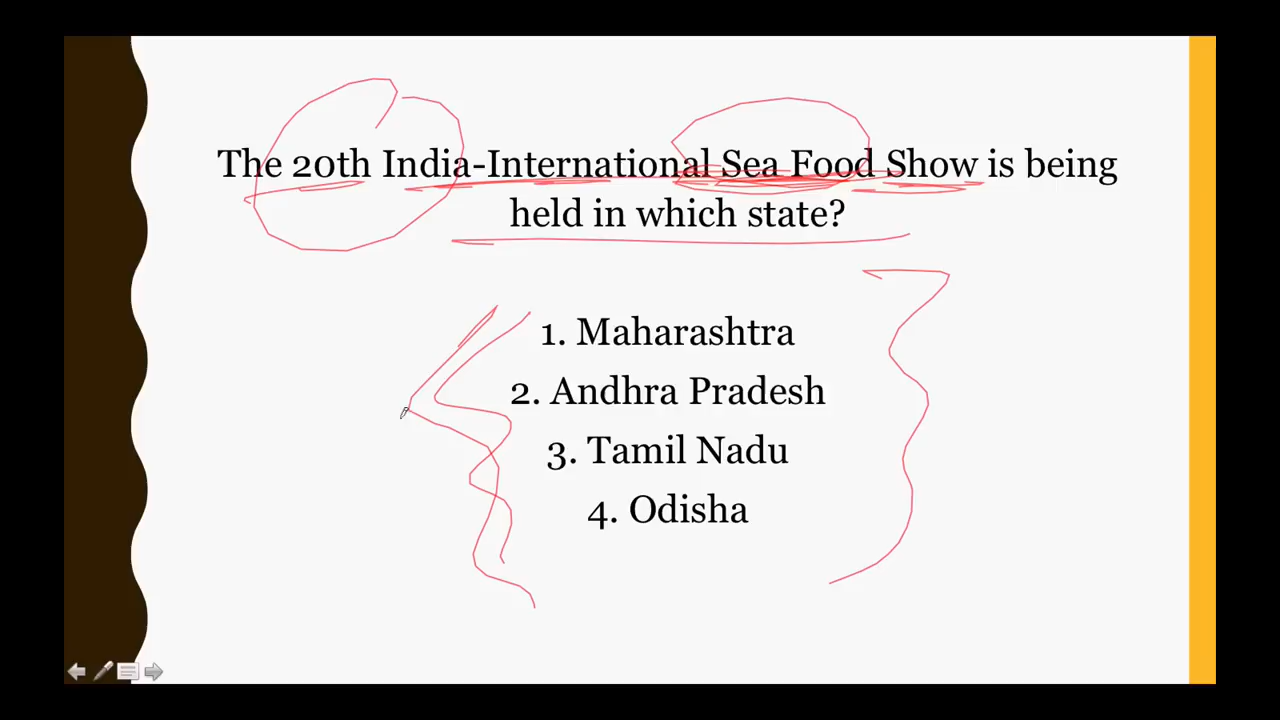 The 20th India-International Sea Food Show is being
held in which state?
1. Maharashtra
2. Andhra Pradesh
3. Tamil Nadu
4. Odisha